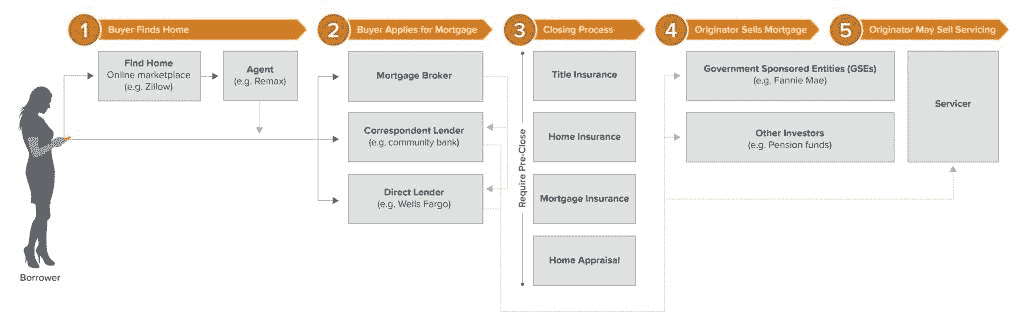 1 Buyer Finds Home
Find Home
Online marketplace
(e.g. Zillow)
Agent
(e.g. Remax)
Borrower
2 Buyer Applies for Mortgage
Mortgage Broker
Correspondent Lender
(e.g. community bank)
Direct Lender
(e.g. Wells Fargo)
3 Closing Process
Require Pre-Close
Title Insurance
Home Insurance
Mortgage Insurance
Home Appraisal
4 Originator Sells Mortgage
Government Sponsored Entities (GSEs)
(e.g. Fannie Mae)
Other Investors
(e.g. Pension funds)
5 Originator May Sell Servicing
Servicer